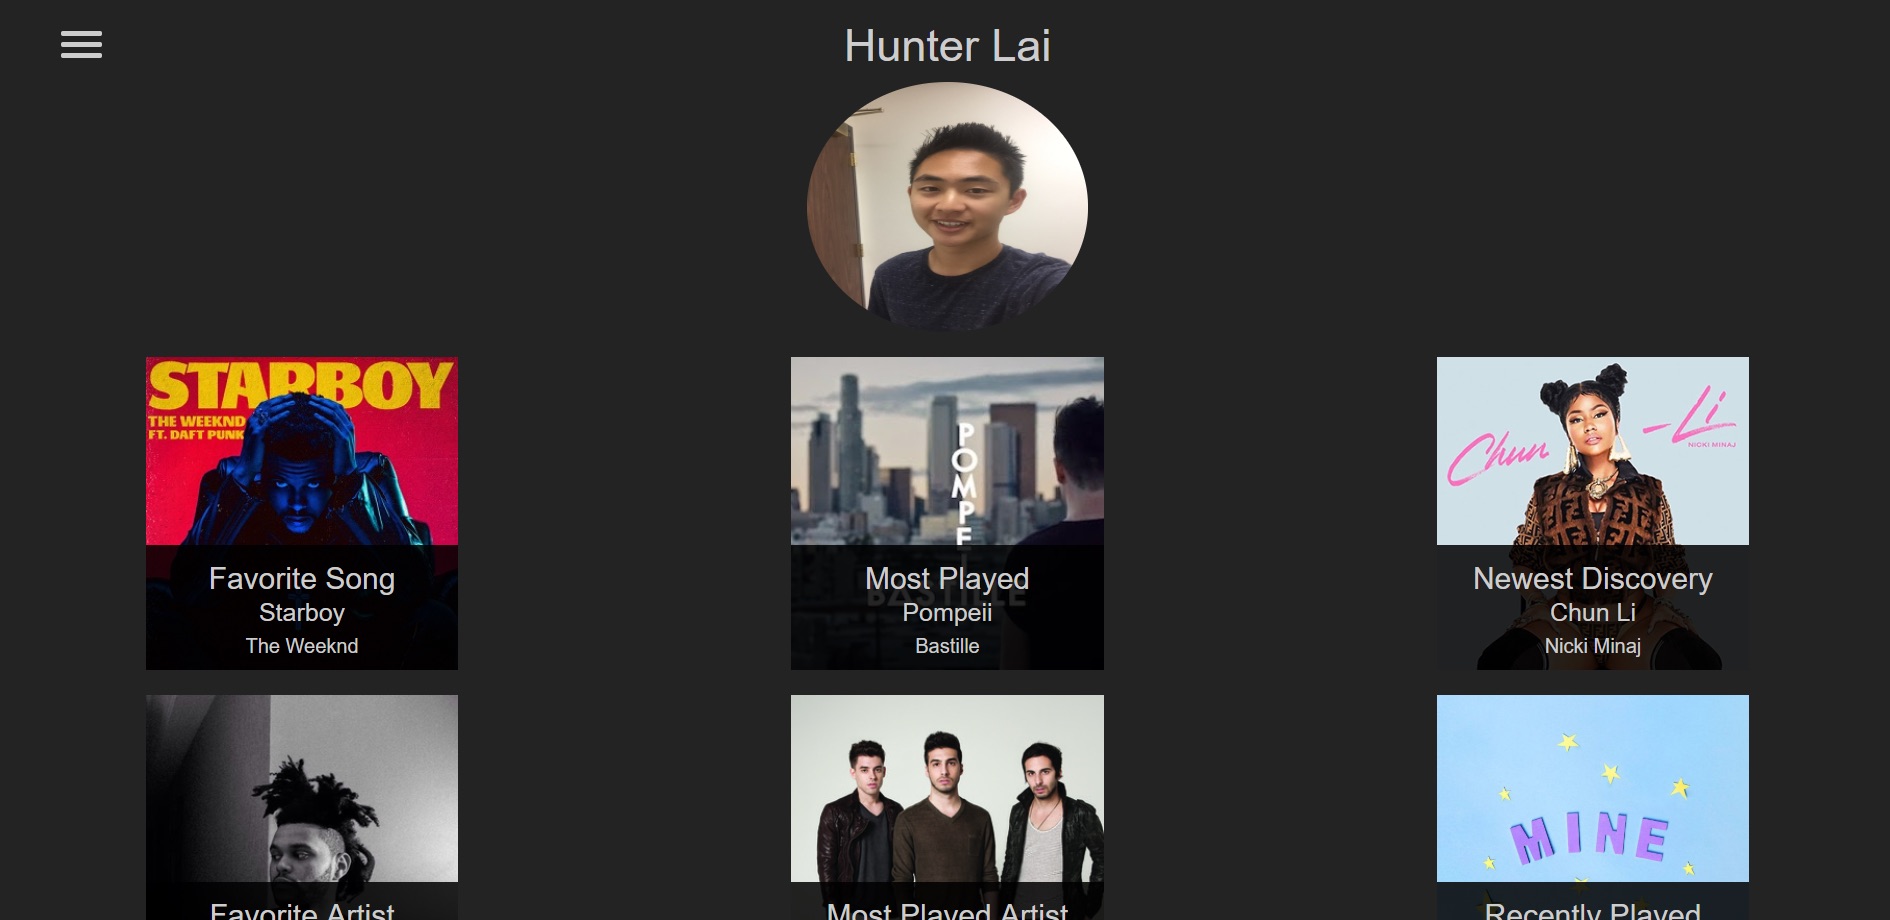 Hunter Lai
STARBOY
THE WEEKND
FT. DAFT PUNK
Favorite Song
Starboy
The Weeknd
POMPE
BASTILLE
Most Played
Pompeii
Bastille
Chun-Li
NICKI MINAJ
Newest Discovery
Chun Li
Nicki Minaj
Favorite Artist
Most Played Artist
MINE
Recently Played